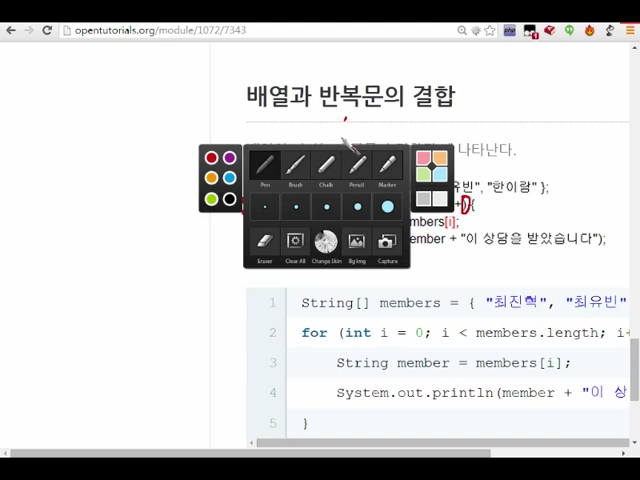 opentutorials.org/module/1072/7343
배열과 반복문의 결합
나타난다.
Pen Brush Chalk Pencil Marker
유빈", "한이람" };
+){
mbers[i];
ember + "이 상담을 받았습니다");
Eraser Clear All Change Skin Bg Img Capture
1 String[] members = { "최진혁", "최유빈"
2 for (int i = 0; i < members.length; i+
3 String member = members[i];
4 System.out.println(member + "이 상
5 }